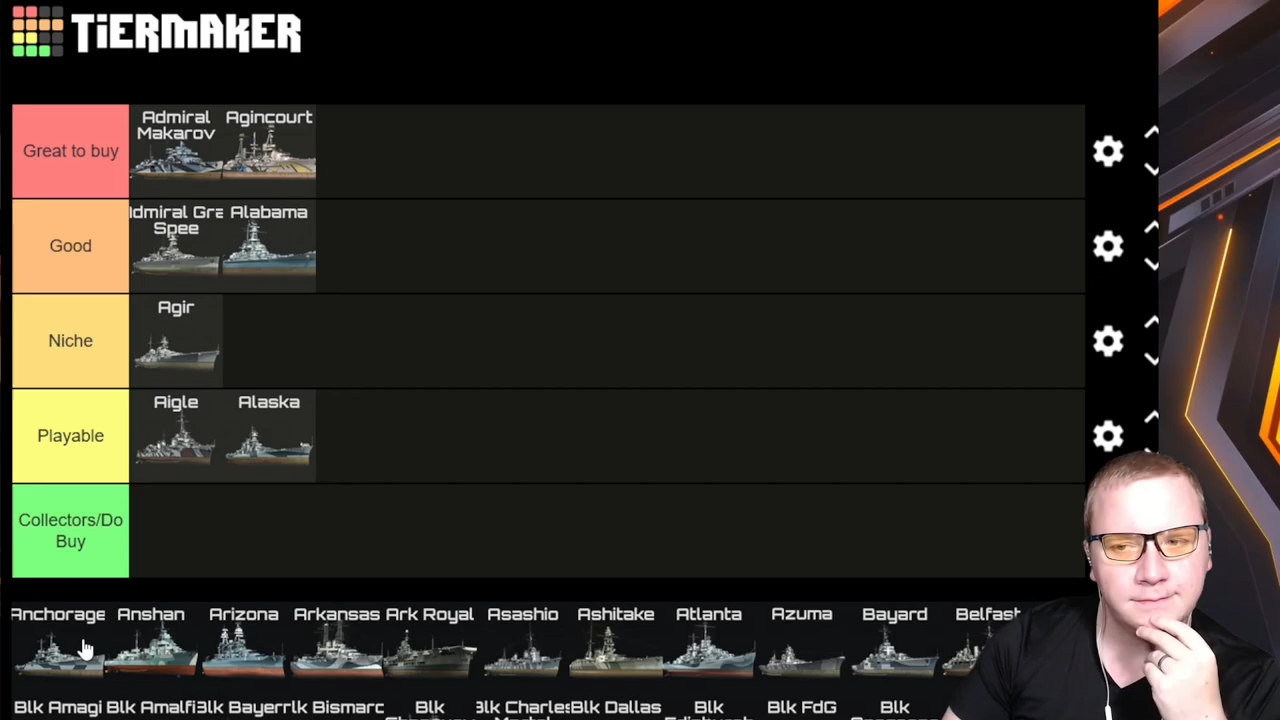 TIERMAKER
Great to buy
Admiral
Makarov
Agincourt
Good
dmiral Gra
Spee
Alabama
Niche
Agir
Playable
Aigle
Alaska
Collectors/Do
Buy
Anchorage Anshan Arizona Arkansas Ark Royal Asashio Ashitake Atlanta Azuma Bayard Belfast
Blk Amagi Blk Amalfi Blk Bayern Blk Bismarc Blk Blk Charles Blk Dallas Blk Blk FdG Blk